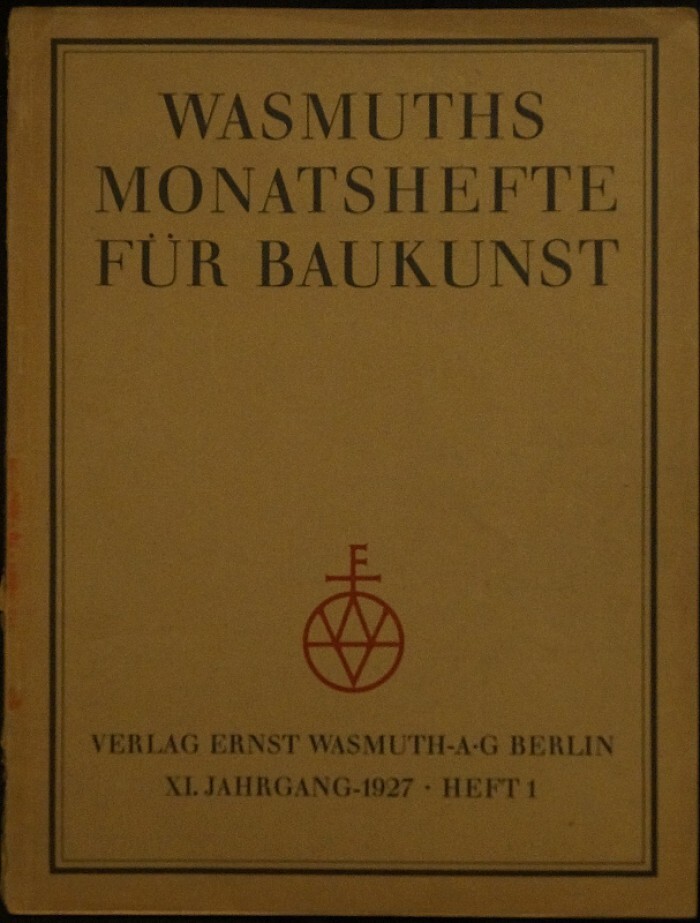 WASMUTHS
MONATSHEFTE
FÜR BAUKUNST
VERLAG ERNST WASMUTH-A·G BERLIN
XI. JAHRGANG-1927 · HEFT 1